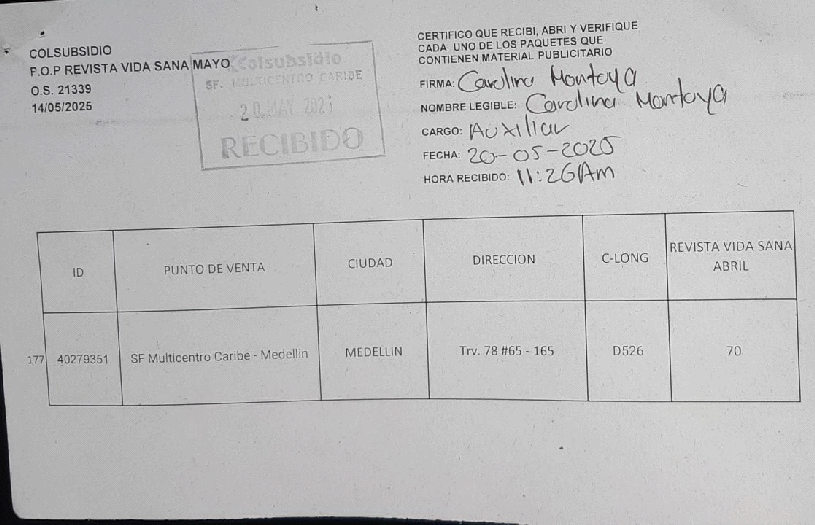 COLSUBSIDIO
F.O.P REVISTA VIDA SANA MAYO
O.S. 21339
14/05/2025
Colsubsidio
SF. MULTICENTRO CARIBE
20 MAY 2025
RECIBIDO
CERTIFICO QUE RECIBI, ABRI Y VERIFIQUE
CADA UNO DE LOS PAQUETES QUE
CONTIENEN MATERIAL PUBLICITARIO
FIRMA: Carolina Montoya
NOMBRE LEGIBLE: Carolina Montoya
CARGO: Auxiliar
FECHA: 20-05-2025
HORA RECIBIDO: 11:26Am
ID PUNTO DE VENTA CIUDAD DIRECCION C-LONG REVISTA VIDA SANA
ABRIL
177 40279351 SF Multicentro Caribe - Medellin MEDELLIN Trv. 78 #65 - 165 D526 70